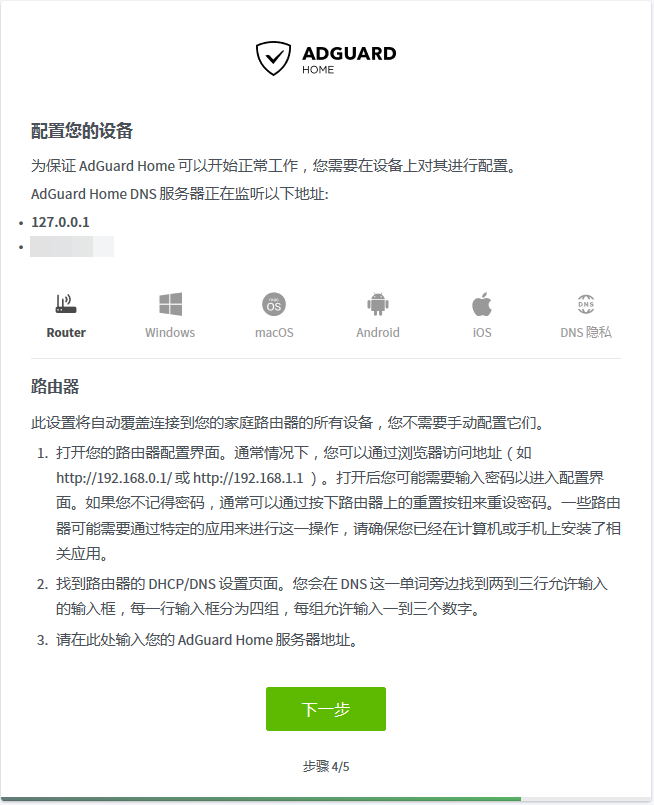 ADGUARD
HOME
配置您的设备
为保证 AdGuard Home 可以开始正常工作，您需要在设备上对其进行配置。
AdGuard Home DNS 服务器正在监听以下地址:
• 127.0.0.1
•
Router
Windows
macOS
Android
iOS
DNS 隐私
路由器
此设置将自动覆盖连接到您的家庭路由器的所有设备，您不需要手动配置它们。
1. 打开您的路由器配置界面。通常情况下，您可以通过浏览器访问地址（如
http://192.168.0.1/ 或 http://192.168.1.1 ）。打开后您可能需要输入密码以进入配置界
面。如果您不记得密码，通常可以通过按下路由器上的重置按钮来重设密码。一些路由
器可能需要通过特定的应用来进行这一操作，请确保您已经在计算机或手机上安装了相
关应用。
2. 找到路由器的 DHCP/DNS 设置页面。您会在 DNS 这一单词旁边找到两到三行允许输入
的输入框，每一行输入框分为四组，每组允许输入一到三个数字。
3. 请在此处输入您的 AdGuard Home 服务器地址。
下一步
步骤 4/5